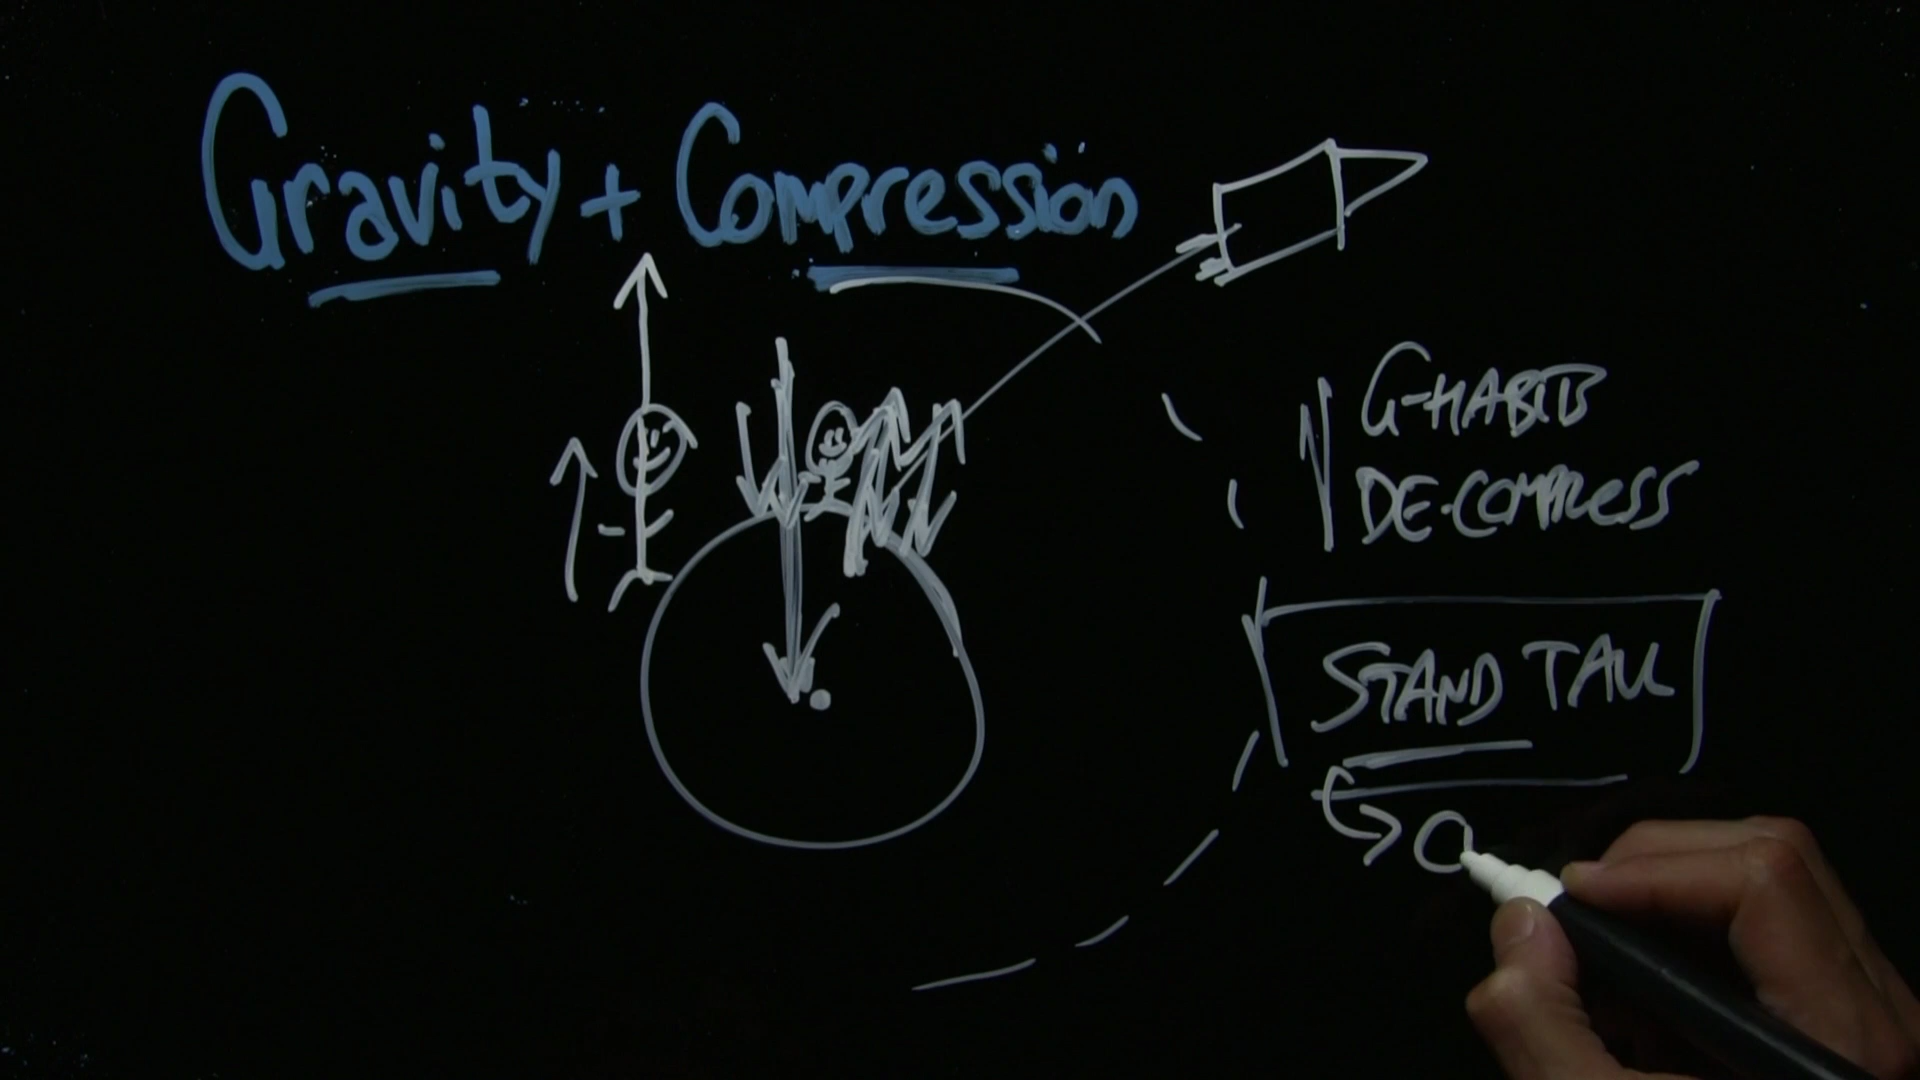 Gravity + Compression
G-HABITS
DE-COMPRESS
STAND TALL